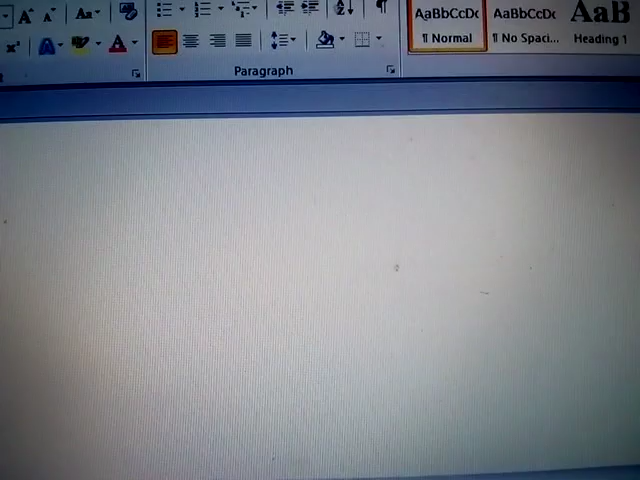 AaBbCcDc AaBbCcDc AaB
¶ Normal ¶ No Spaci... Heading 1
Paragraph